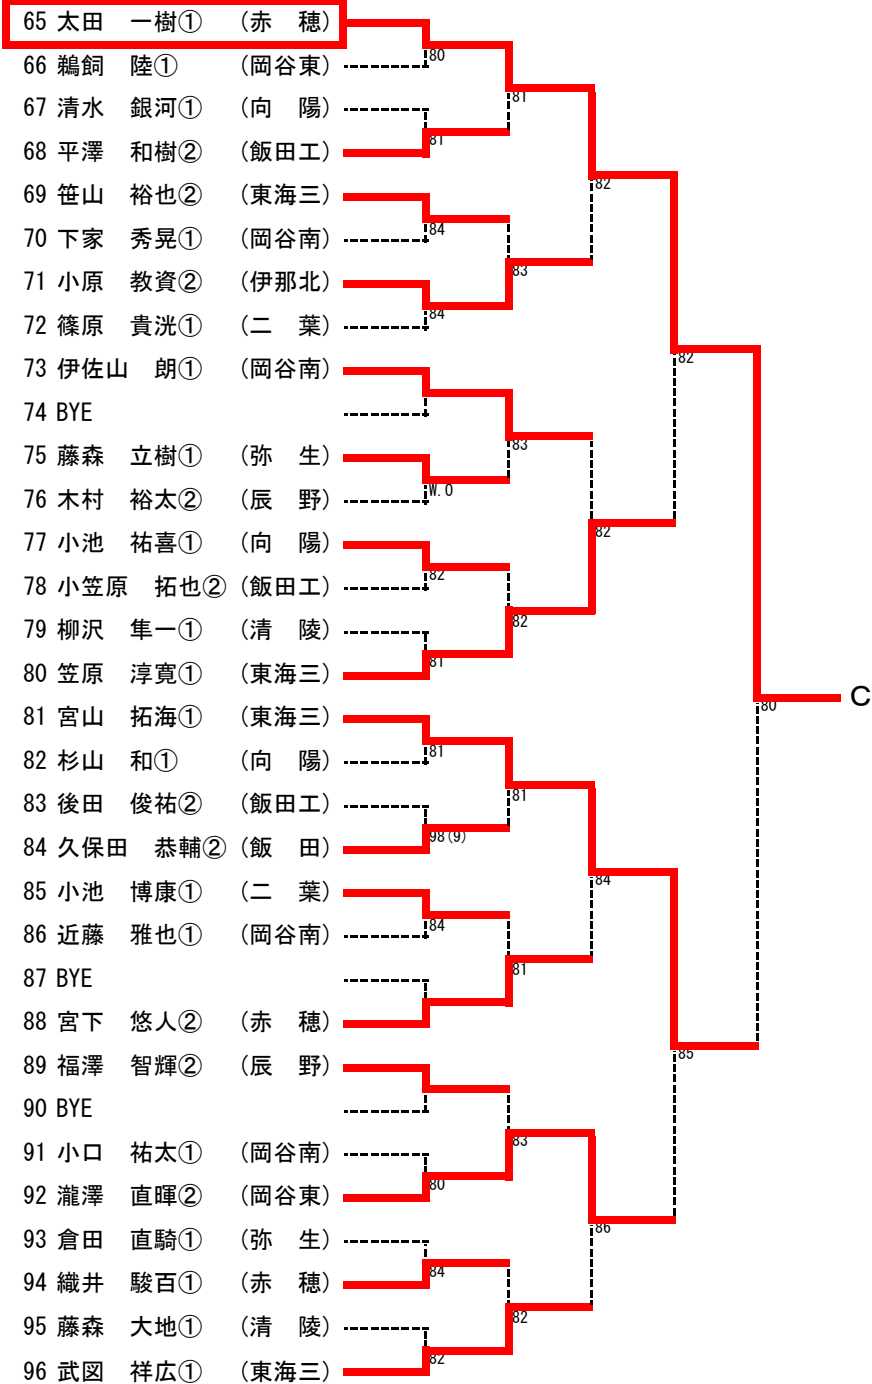 65 太田　一樹① （赤　穂）
66 鵜飼　陸① （岡谷東）
80
67 清水　銀河① （向　陽）
81
68 平澤　和樹② （飯田工）
81
69 笹山　裕也② （東海三）
82
70 下家　秀晃① （岡谷南）
84
71 小原　教資② （伊那北）
83
72 篠原　貴洸① （二　葉）
84
73 伊佐山　朗① （岡谷南）
82
74 BYE
75 藤森　立樹① （弥　生）
83
76 木村　裕太② （辰　野）
W.O
77 小池　祐喜① （向　陽）
82
78 小笠原　拓也② （飯田工）
82
79 柳沢　隼一① （清　陵）
82
80 笠原　淳寛① （東海三）
81
81 宮山　拓海① （東海三）
80
C
82 杉山　和① （向　陽）
81
83 後田　俊祐② （飯田工）
81
84 久保田　恭輔② （飯　田）
98(9)
85 小池　博康① （二　葉）
84
86 近藤　雅也① （岡谷南）
84
87 BYE
81
88 宮下　悠人② （赤　穂）
89 福澤　智輝② （辰　野）
85
90 BYE
91 小口　祐太① （岡谷南）
83
92 瀧澤　直暉② （岡谷東）
80
93 倉田　直騎① （弥　生）
86
94 織井　駿百① （赤　穂）
84
95 藤森　大地① （清　陵）
82
96 武図　祥広① （東海三）
82